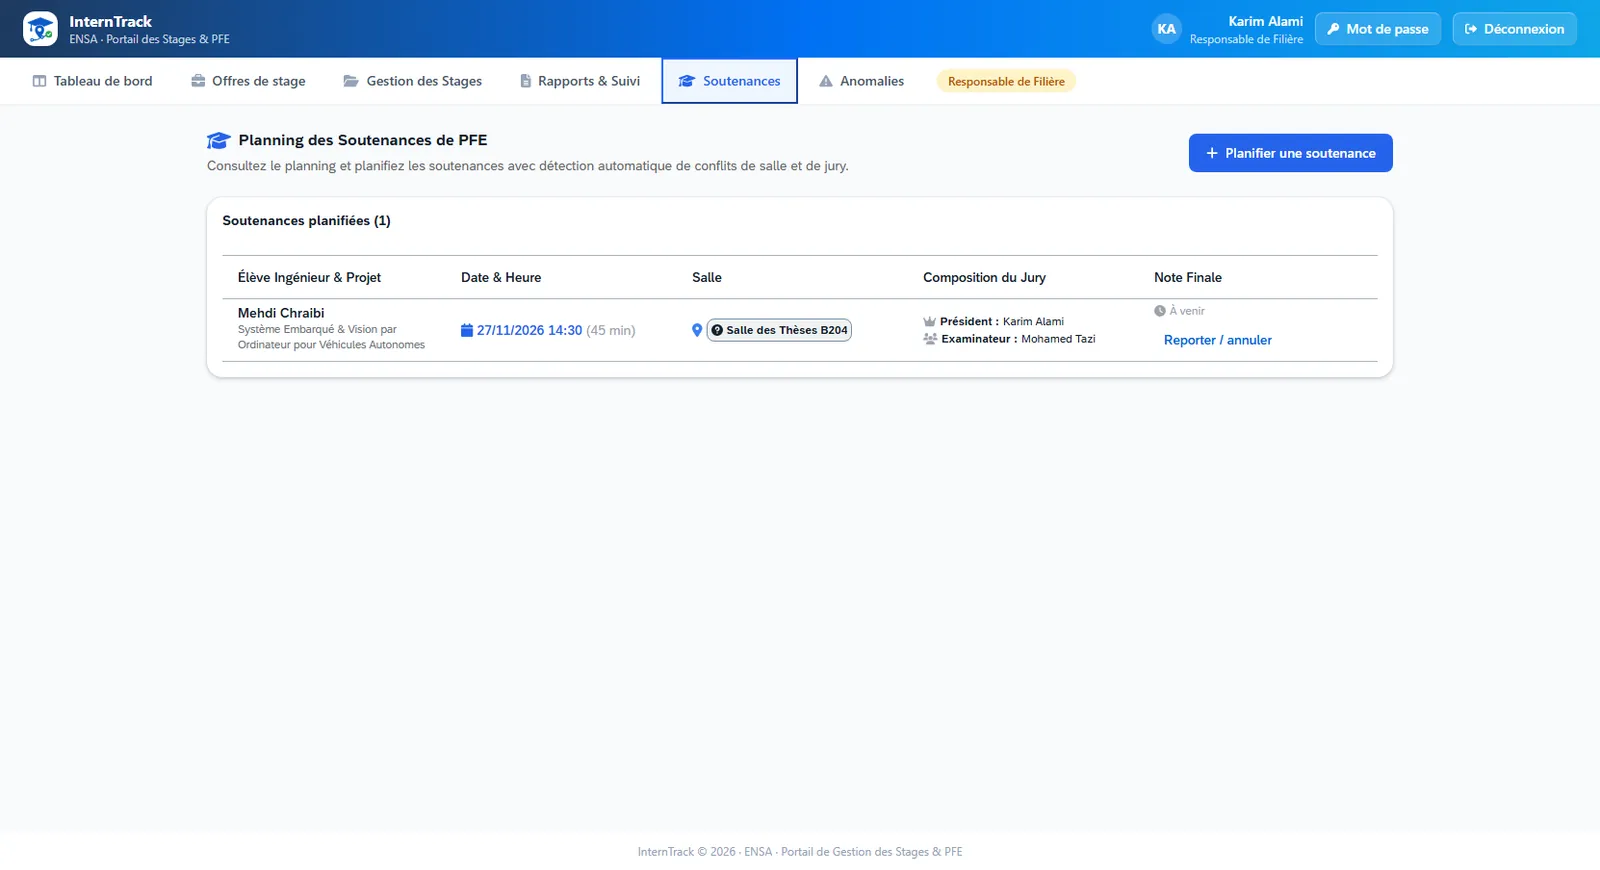 InternTrack
ENSA · Portail des Stages & PFE
KA
Karim Alami
Responsable de Filière
Mot de passe
Déconnexion
Tableau de bord
Offres de stage
Gestion des Stages
Rapports & Suivi
Soutenances
Anomalies
Responsable de Filière
Planning des Soutenances de PFE
Consultez le planning et planifiez les soutenances avec détection automatique de conflits de salle et de jury.
+ Planifier une soutenance
Soutenances planifiées (1)
Élève Ingénieur & Projet
Date & Heure
Salle
Composition du Jury
Note Finale
Mehdi Chraibi
Système Embarqué & Vision par
Ordinateur pour Véhicules Autonomes
27/11/2026 14:30 (45 min)
Salle des Thèses B204
Président : Karim Alami
Examinateur : Mohamed Tazi
À venir
Reporter / annuler
InternTrack © 2026 · ENSA · Portail de Gestion des Stages & PFE